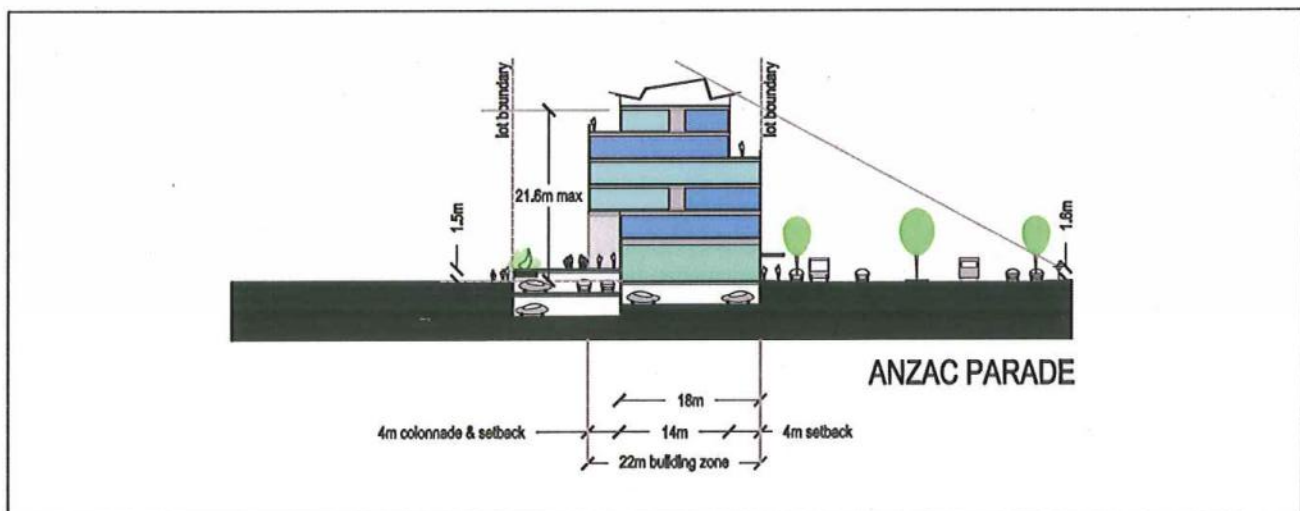 lot boundary
lot boundary
21.6m max
1.5m
1.6m
ANZAC PARADE
18m
4m colonnade & setback
14m
4m setback
22m building zone